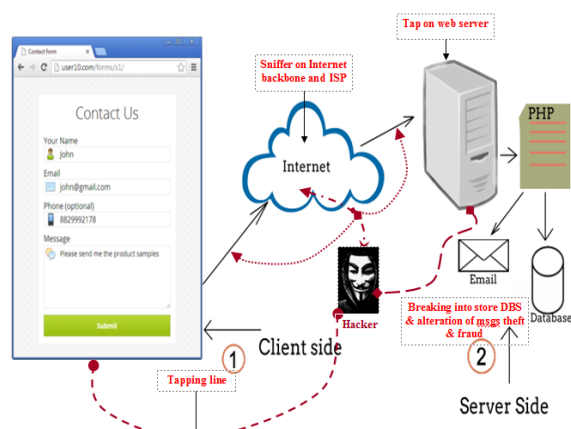 Contact form
user10.com/forms/s1/
Contact Us
Your Name
John
Email
john@gmail.com
Phone (optional)
8829992178
Message
Please send me the product samples
Submit
Sniffer on Internet
backbone and ISP
Tap on web server
Internet
PHP
Email
Database
Hacker
Breaking into store DBS
& alteration of msgs theft
& fraud
1
Client side
2
Tapping line
Server Side